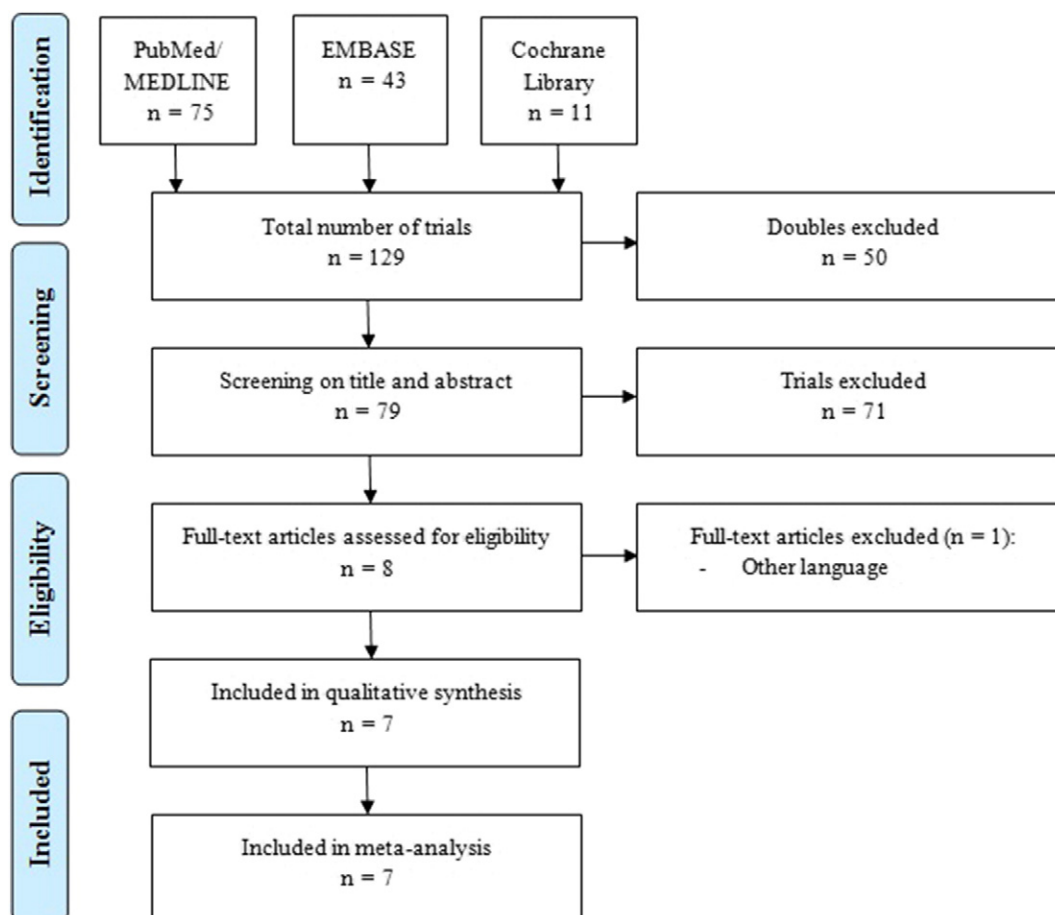 Identification
PubMed/
MEDLINE
n = 75
EMBASE
n = 43
Cochrane
Library
n = 11
Total number of trials
n = 129
Doubles excluded
n = 50
Screening
Screening on title and abstract
n = 79
Trials excluded
n = 71
Eligibility
Full-text articles assessed for eligibility
n = 8
Full-text articles excluded (n = 1):
- Other language
Included in qualitative synthesis
n = 7
Included
Included in meta-analysis
n = 7